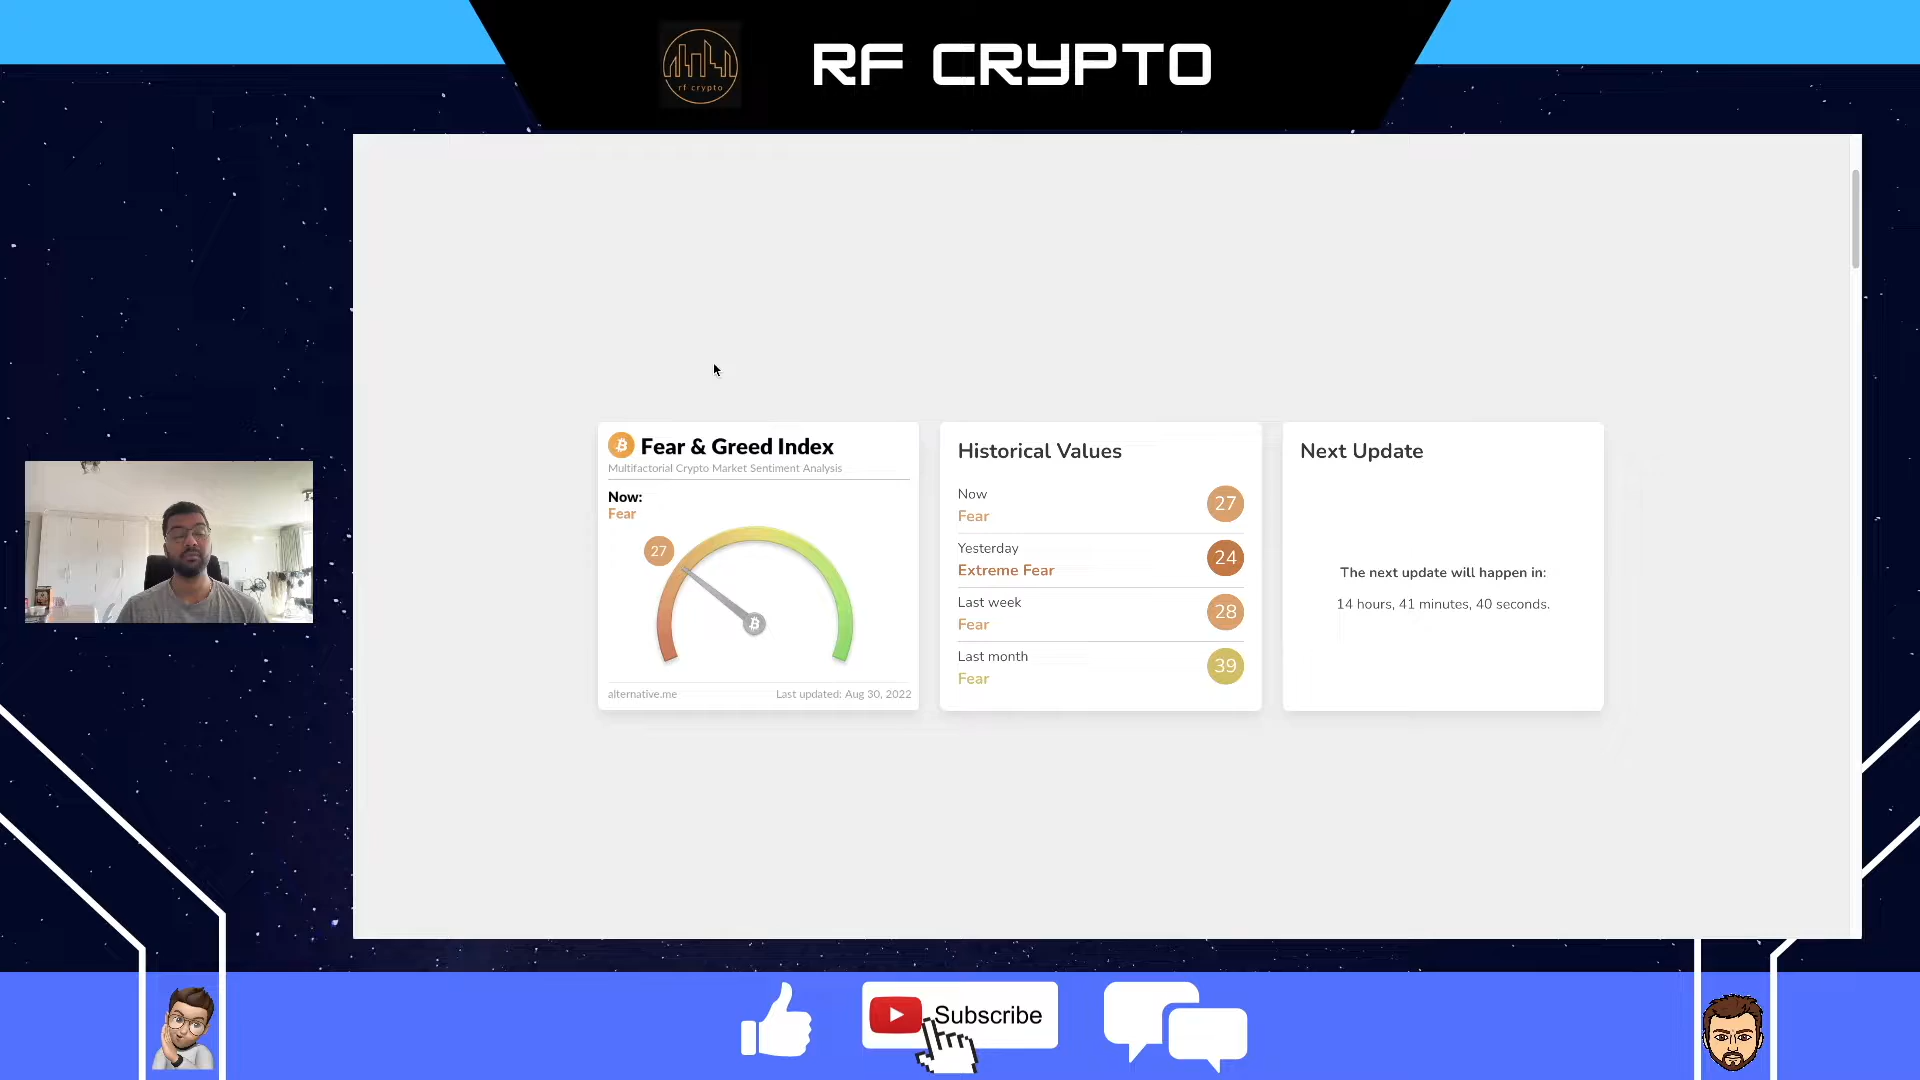 rf crypto
RF CRYPTO
Fear & Greed Index
Multifactorial Crypto Market Sentiment Analysis
Now:
Fear
27
alternative.me
Last updated: Aug 30, 2022
Historical Values
Now
Fear
27
Yesterday
Extreme Fear
24
Last week
Fear
28
Last month
Fear
39
Next Update
The next update will happen in:
14 hours, 41 minutes, 40 seconds.
Subscribe